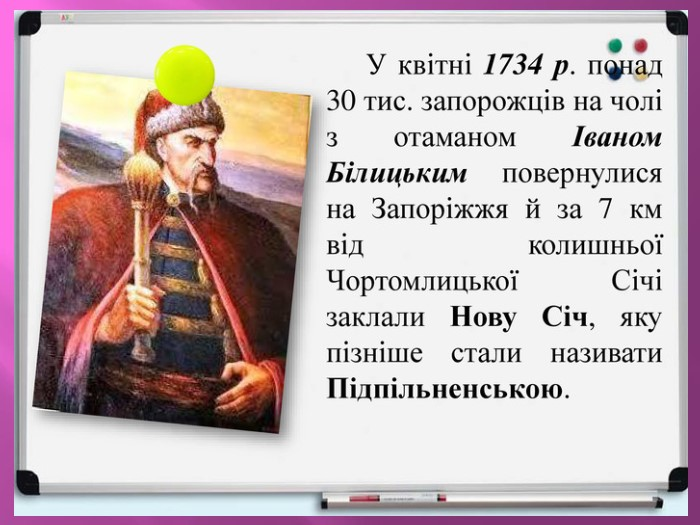 У квітні 1734 р. понад
30 тис. запорожців на чолі
з отаманом Іваном
Білицьким повернулися
на Запоріжжя й за 7 км
від колишньої
Чортомлицької Січі
заклали Нову Січ, яку
пізніше стали називати
Підпільненською.